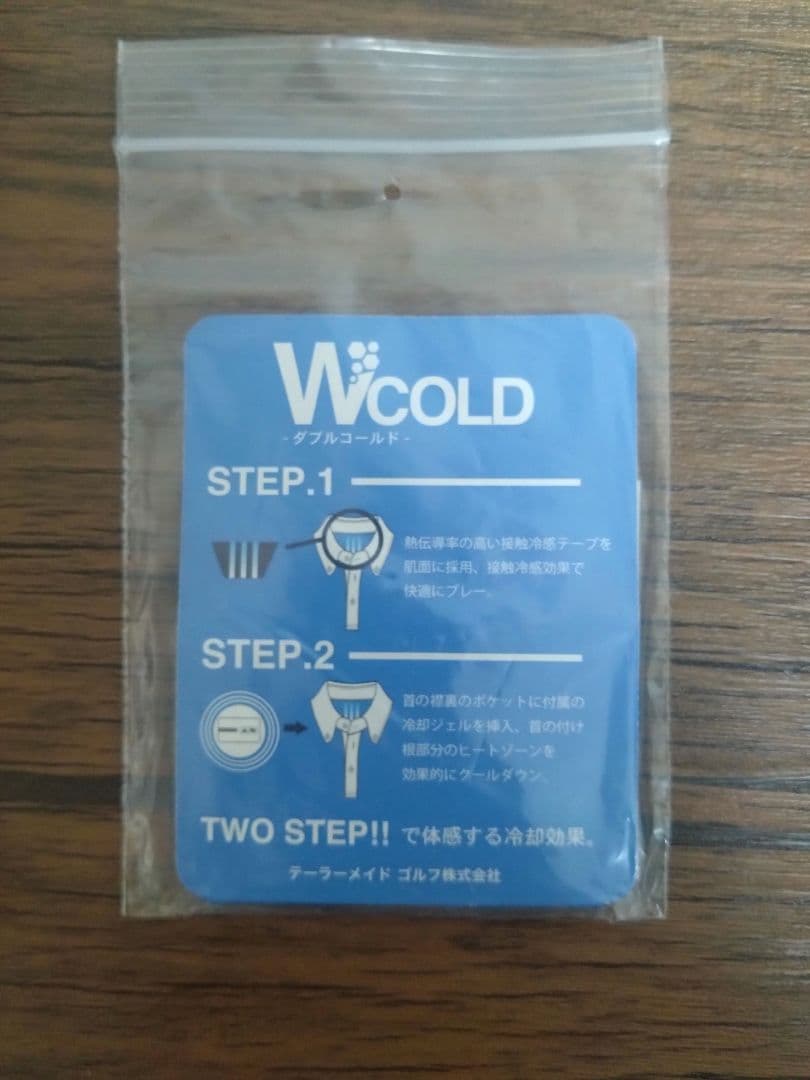 WCOLD
- ダブルコールド -
STEP.1
熱伝導率の高い接触冷感テープを
肌面に採用、接触冷感効果で
快適にプレー。
STEP.2
首の襟裏のポケットに付属の
冷却ジェルを挿入、首の付け
根部分のヒートゾーンを
効果的にクールダウン。
TWO STEP!! で体感する冷却効果。
テーラーメイド ゴルフ株式会社